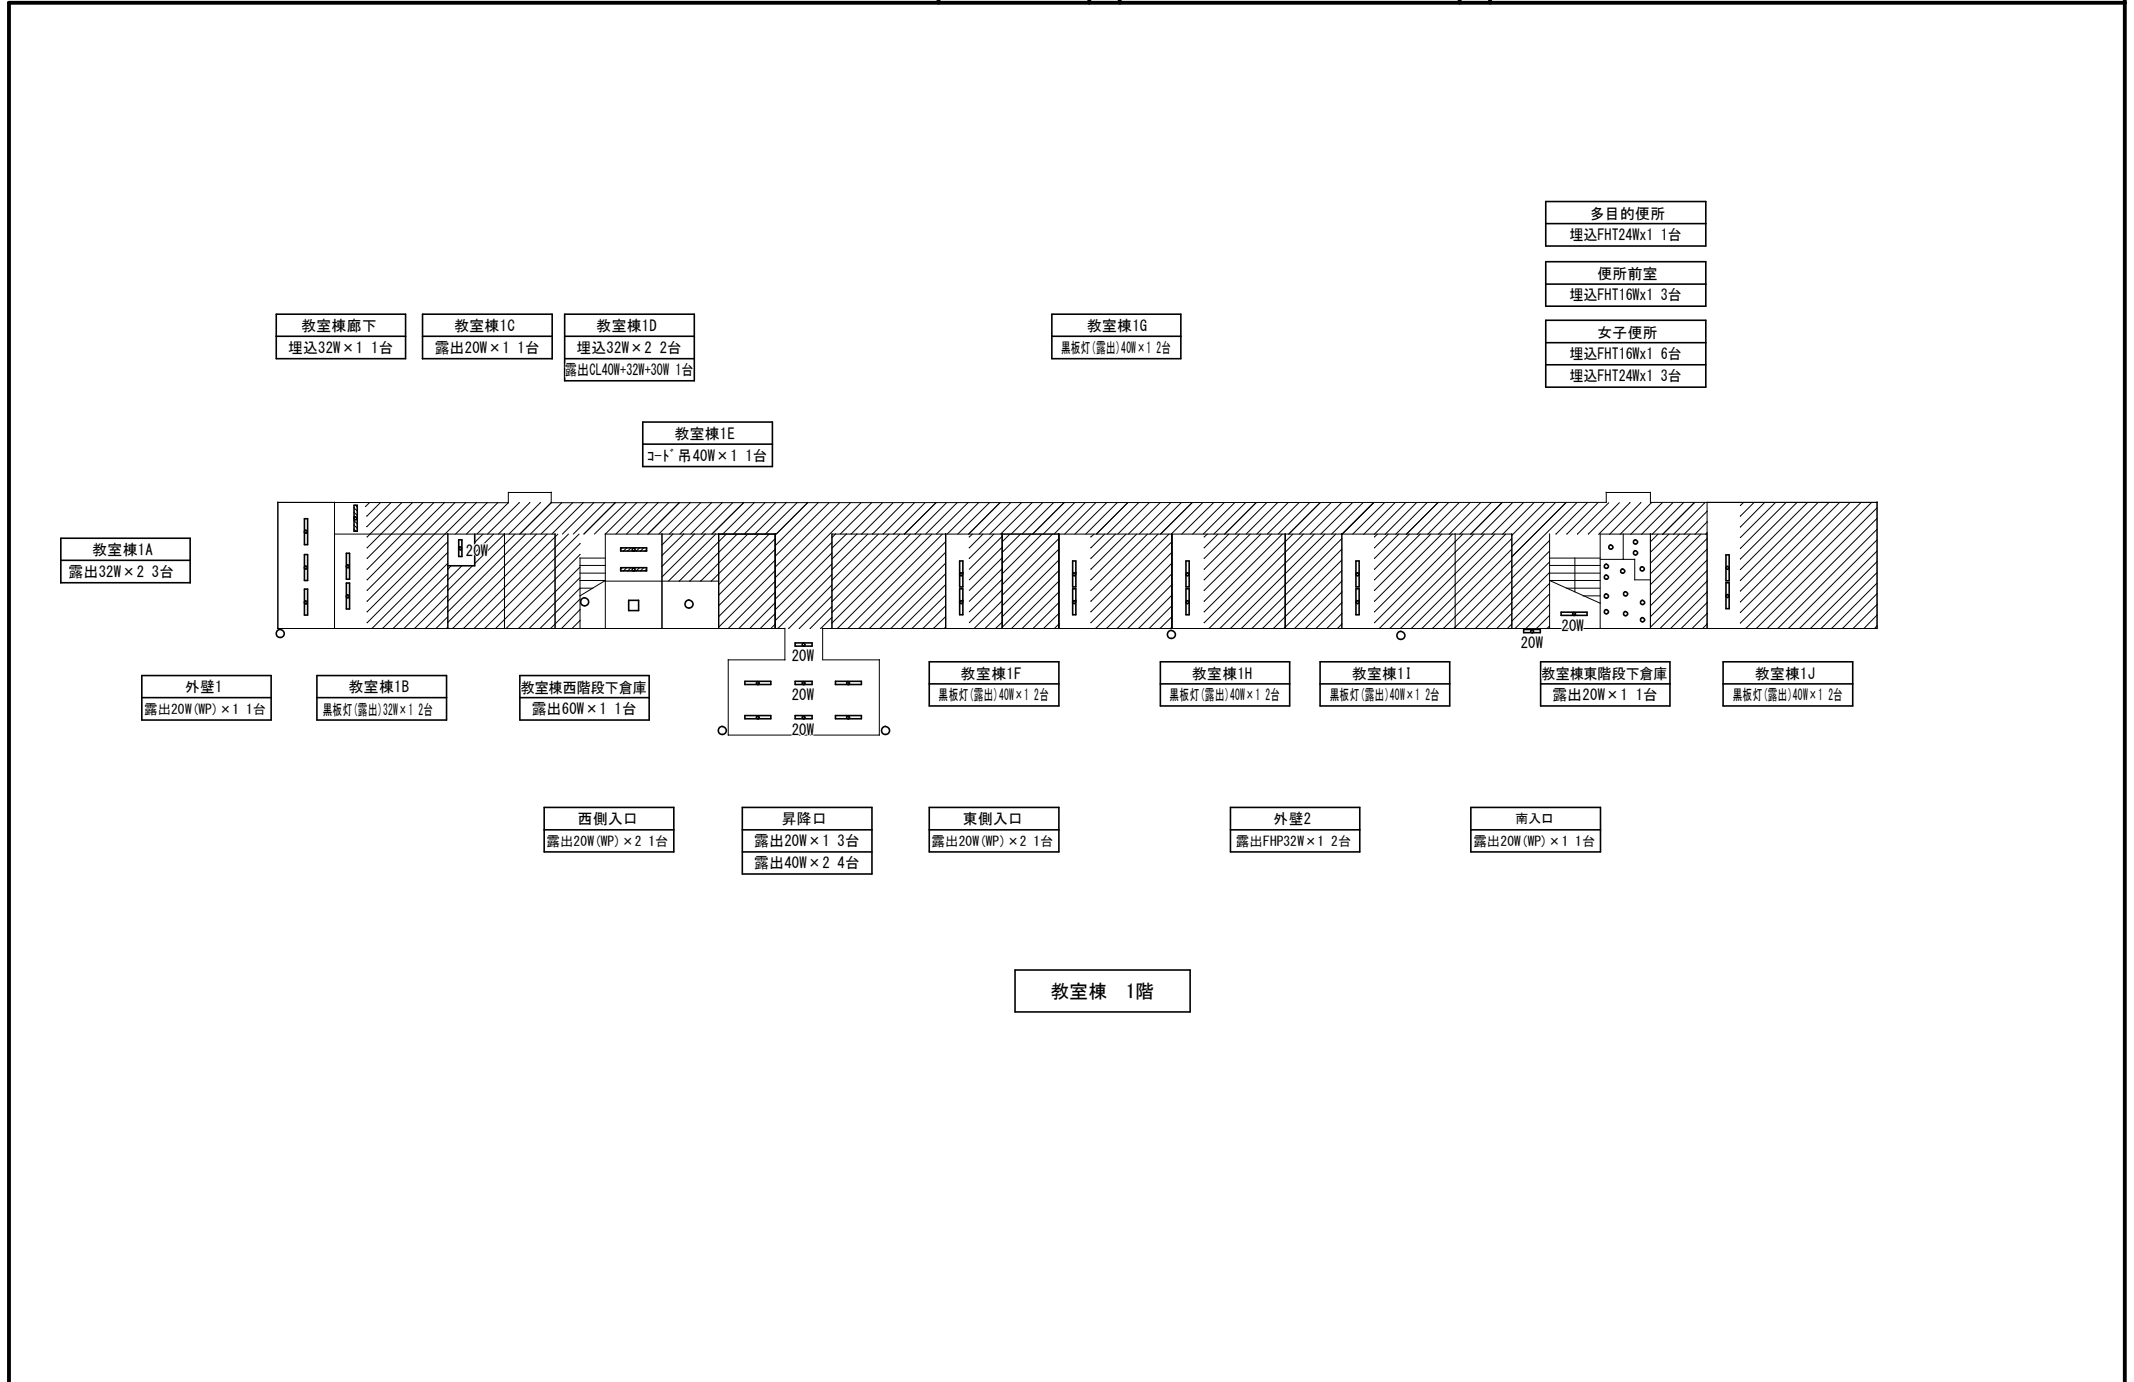 多目的便所
埋込FHT24Wx1 1台
便所前室
埋込FHT16Wx1 3台
女子便所
埋込FHT16Wx1 6台
埋込FHT24Wx1 3台
教室棟廊下
埋込32W×1 1台
教室棟1C
露出20W×1 1台
教室棟1D
埋込32W×2 2台
露出CL40W+32W+30W 1台
教室棟1G
黒板灯(露出)40W×1 2台
教室棟1E
コード吊40W×1 1台
教室棟1A
露出32W×2 3台
20W
20W
20W
20W
20W
20W
外壁1
露出20W(WP)×1 1台
教室棟1B
黒板灯(露出)32W×1 2台
教室棟西階段下倉庫
露出60W×1 1台
教室棟1F
黒板灯(露出)40W×1 2台
教室棟1H
黒板灯(露出)40W×1 2台
教室棟1I
黒板灯(露出)40W×1 2台
教室棟東階段下倉庫
露出20W×1 1台
教室棟1J
黒板灯(露出)40W×1 2台
西側入口
露出20W(WP)×2 1台
昇降口
露出20W×1 3台
露出40W×2 4台
東側入口
露出20W(WP)×2 1台
外壁2
露出FHP32W×1 2台
南入口
露出20W(WP)×1 1台
教室棟　1階